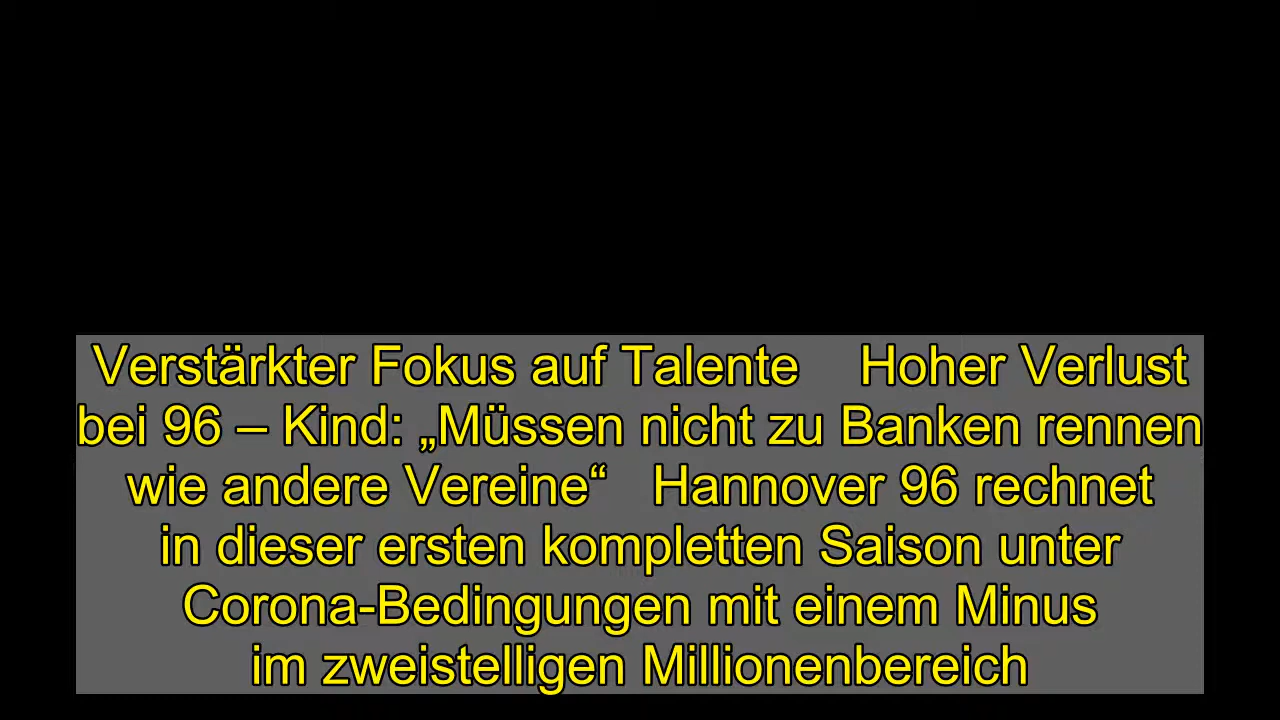 Verstärkter Fokus auf Talente    Hoher Verlust
bei 96 – Kind: „Müssen nicht zu Banken rennen
wie andere Vereine“   Hannover 96 rechnet
in dieser ersten kompletten Saison unter
Corona-Bedingungen mit einem Minus
im zweistelligen Millionenbereich